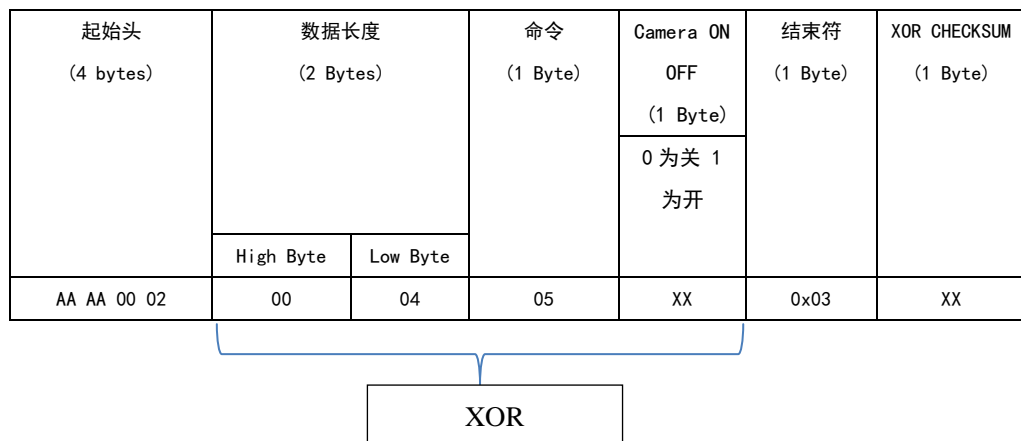 起始头
(4 bytes)
数据长度
(2 Bytes)
命令
(1 Byte)
Camera ON
OFF
(1 Byte)
结束符
(1 Byte)
XOR CHECKSUM
(1 Byte)
0 为关 1
为开
High Byte
Low Byte
AA AA 00 02
00
04
05
XX
0x03
XX
XOR